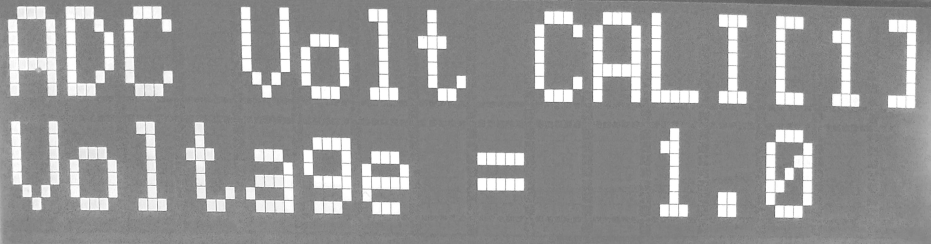 ADC Volt CALI[1]
Voltage = 1.0